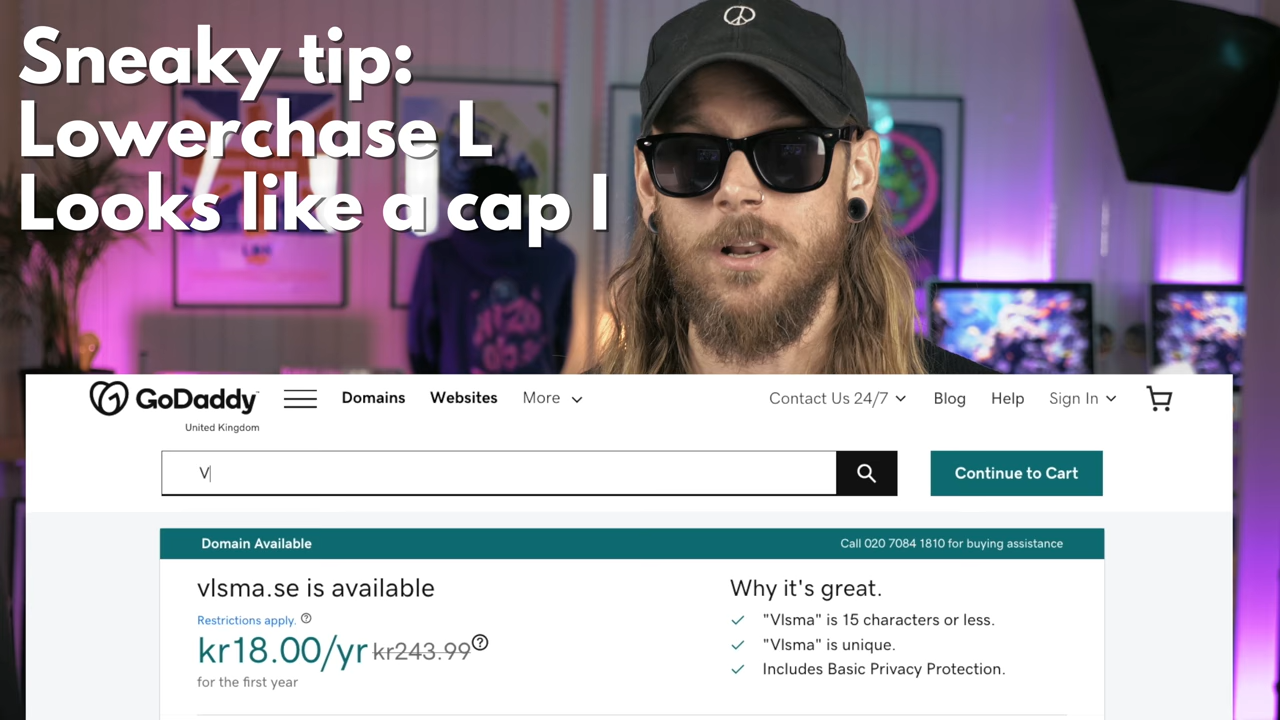 Sneaky tip:
Lowerchase L
Looks like a cap I
GoDaddy
United Kingdom
Domains Websites More Contact Us 24/7 Blog Help Sign In
V
Continue to Cart
Domain Available Call 020 7084 1810 for buying assistance
vlsma.se is available
Restrictions apply.
kr18.00/yr kr243.99
for the first year
Why it's great.
"Vlsma" is 15 characters or less.
"Vlsma" is unique.
Includes Basic Privacy Protection.